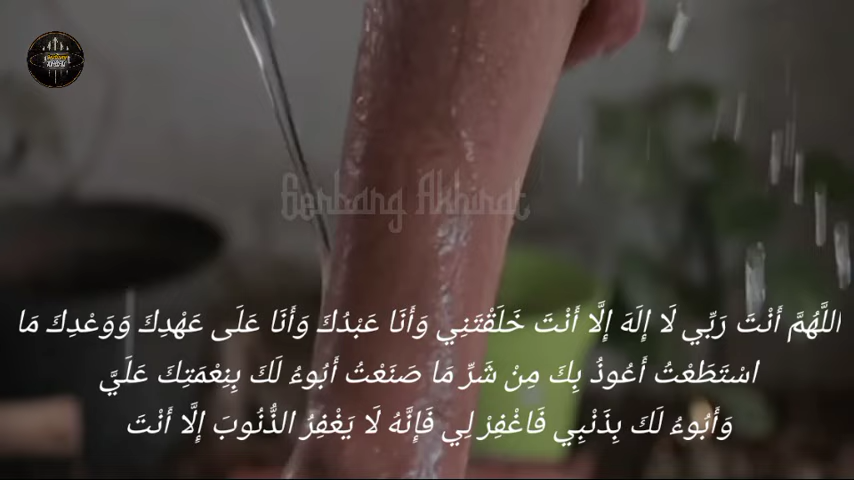 Gerbang Akhirat
اللَّهُمَّ أَنْتَ رَبِّي لَا إِلَهَ إِلَّا أَنْتَ خَلَقْتَنِي وَأَنَا عَبْدُكَ وَأَنَا عَلَى عَهْدِكَ وَوَعْدِكَ مَا
اسْتَطَعْتُ أَعُوذُ بِكَ مِنْ شَرِّ مَا صَنَعْتُ أَبُوءُ لَكَ بِنِعْمَتِكَ عَلَيَّ
وَأَبُوءُ لَكَ بِذَنْبِي فَاغْفِرْ لِي فَإِنَّهُ لَا يَغْفِرُ الذُّنُوبَ إِلَّا أَنْتَ